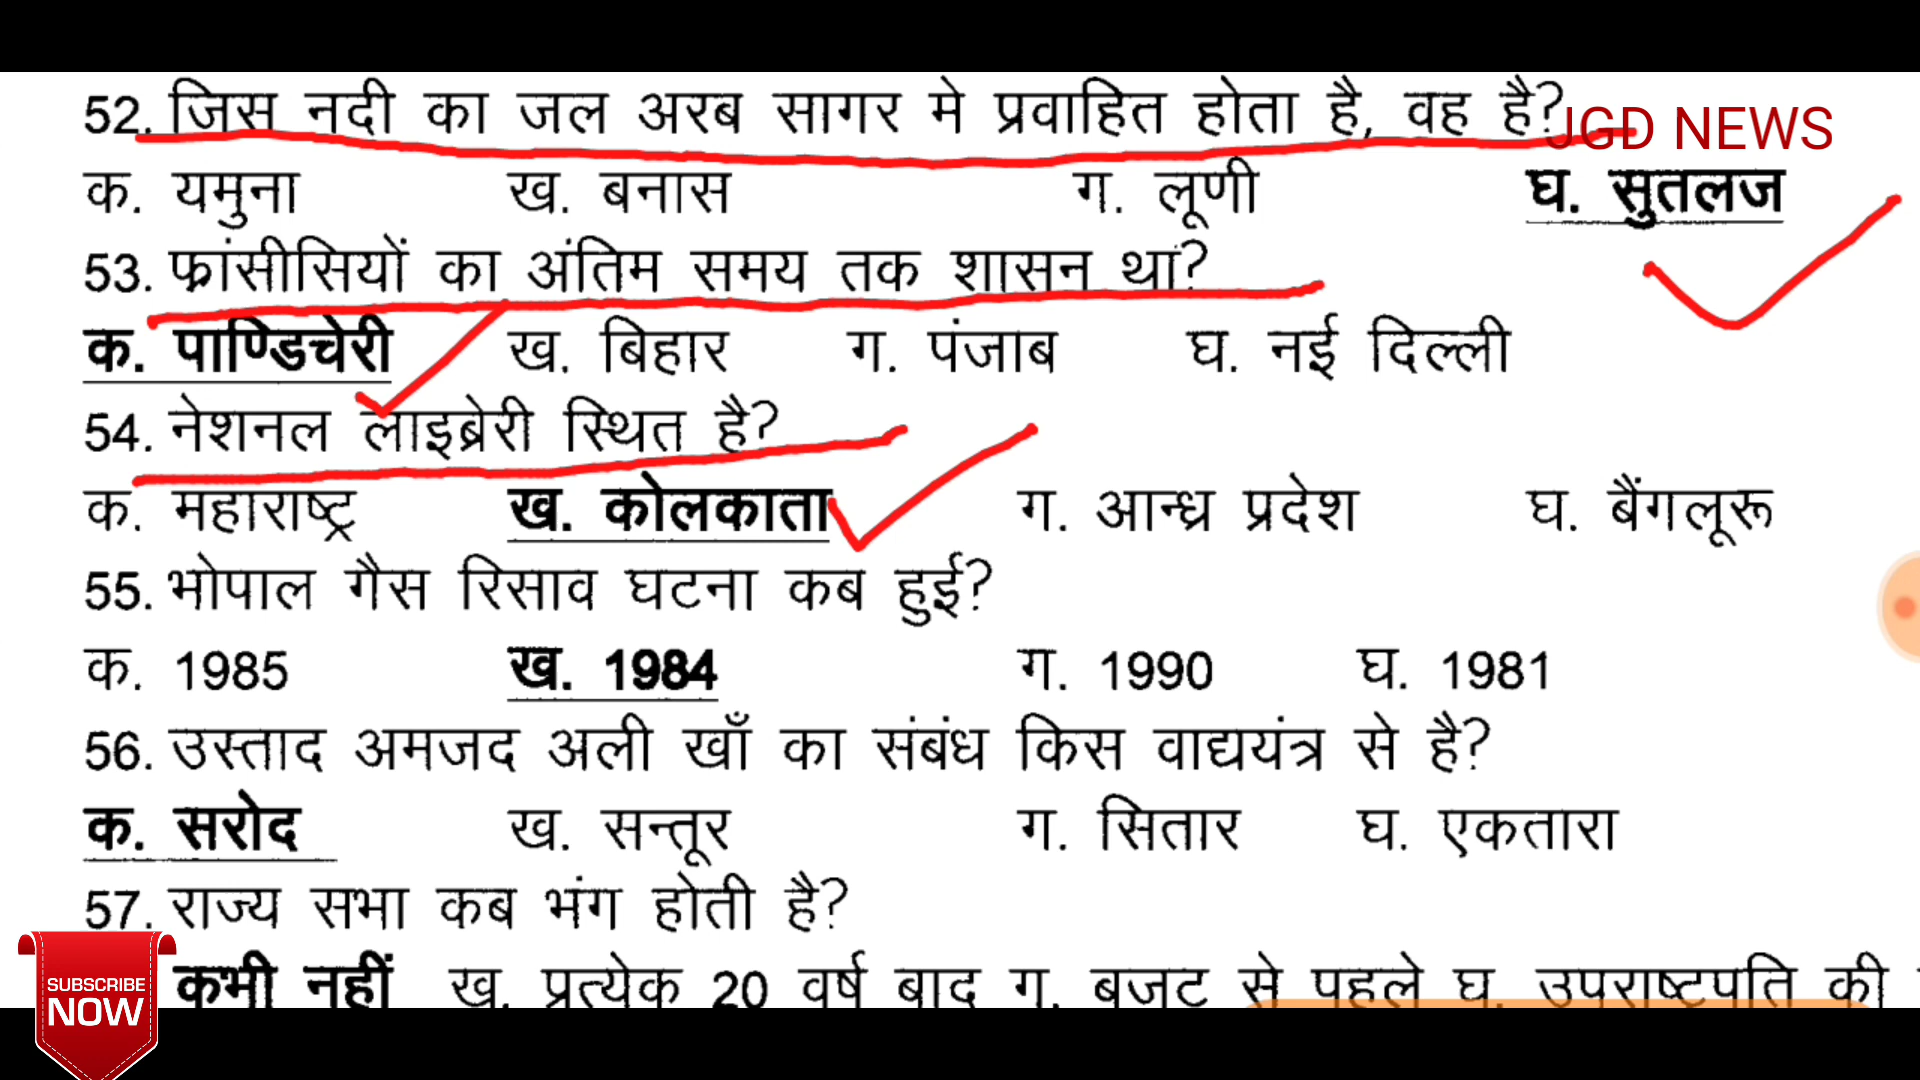 52. जिस नदी का जल अरब सागर मे प्रवाहित होता है, वह है?
JGD NEWS
क. यमुना ख. बनास ग. लूणी घ. सुतलज
53. फ्रांसीसियों का अंतिम समय तक शासन था?
क. पाण्डिचेरी ख. बिहार ग. पंजाब घ. नई दिल्ली
54. नेशनल लाइब्रेरी स्थित है?
क. महाराष्ट्र ख. कोलकाता ग. आन्ध्र प्रदेश घ. बैंगलूरू
55. भोपाल गैस रिसाव घटना कब हुई?
क. 1985 ख. 1984 ग. 1990 घ. 1981
56. उस्ताद अमजद अली खाँ का संबंध किस वाद्ययंत्र से है?
क. सरोद ख. सन्तूर ग. सितार घ. एकतारा
57. राज्य सभा कब भंग होती है?
कभी नहीं ख. प्रत्येक 20 वर्ष बाद ग. बजट से पहले घ. उपराष्टपति की
SUBSCRIBE
NOW